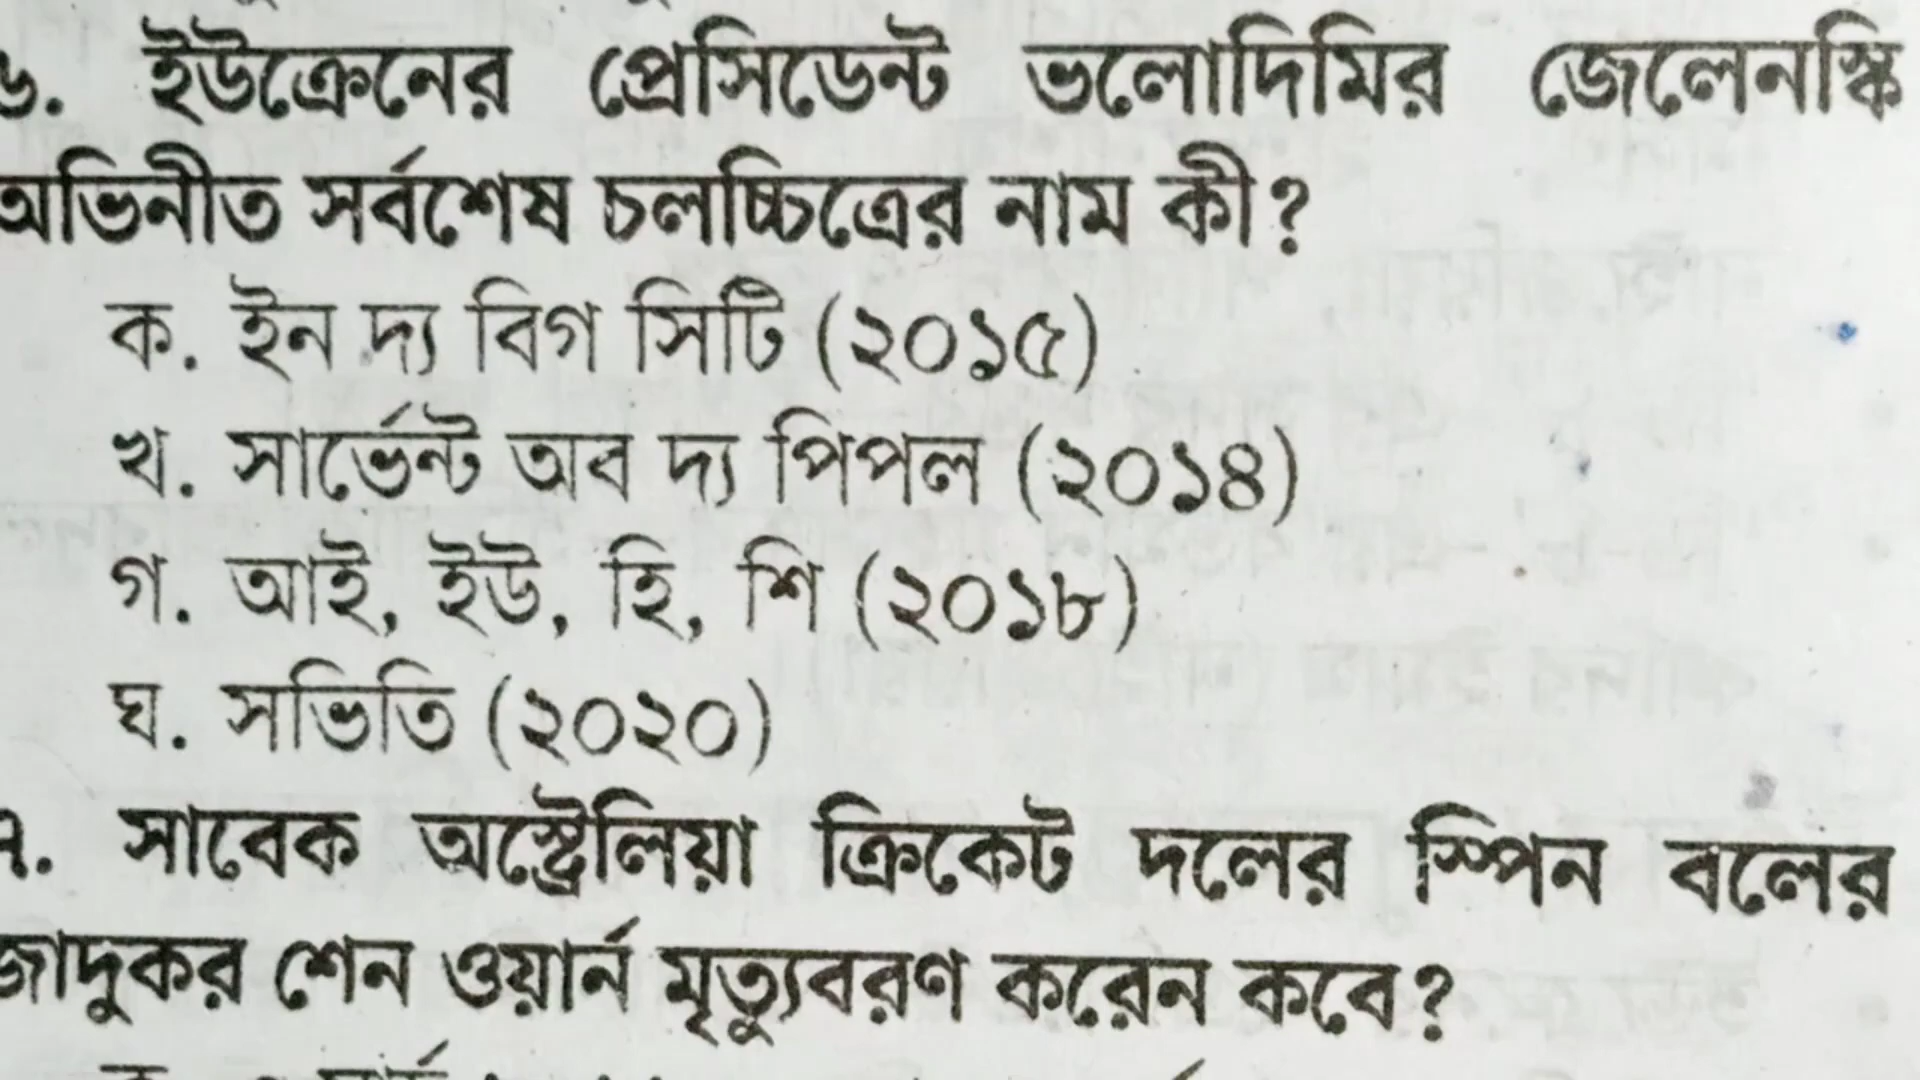 ৬. ইউক্রেনের প্রেসিডেন্ট ভলোদিমির জেলেনস্কি
অভিনীত সর্বশেষ চলচ্চিত্রের নাম কী?
ক. ইন দ্য বিগ সিটি (২০১৫)
খ. সার্ভেন্ট অব দ্য পিপল (২০১৪)
গ. আই, ইউ, হি, শি (২০১৮)
ঘ. সভিতি (২০২০)
৭. সাবেক অস্ট্রেলিয়া ক্রিকেট দলের স্পিন বলের
জাদুকর শেন ওয়ার্ন মৃত্যুবরণ করেন কবে?